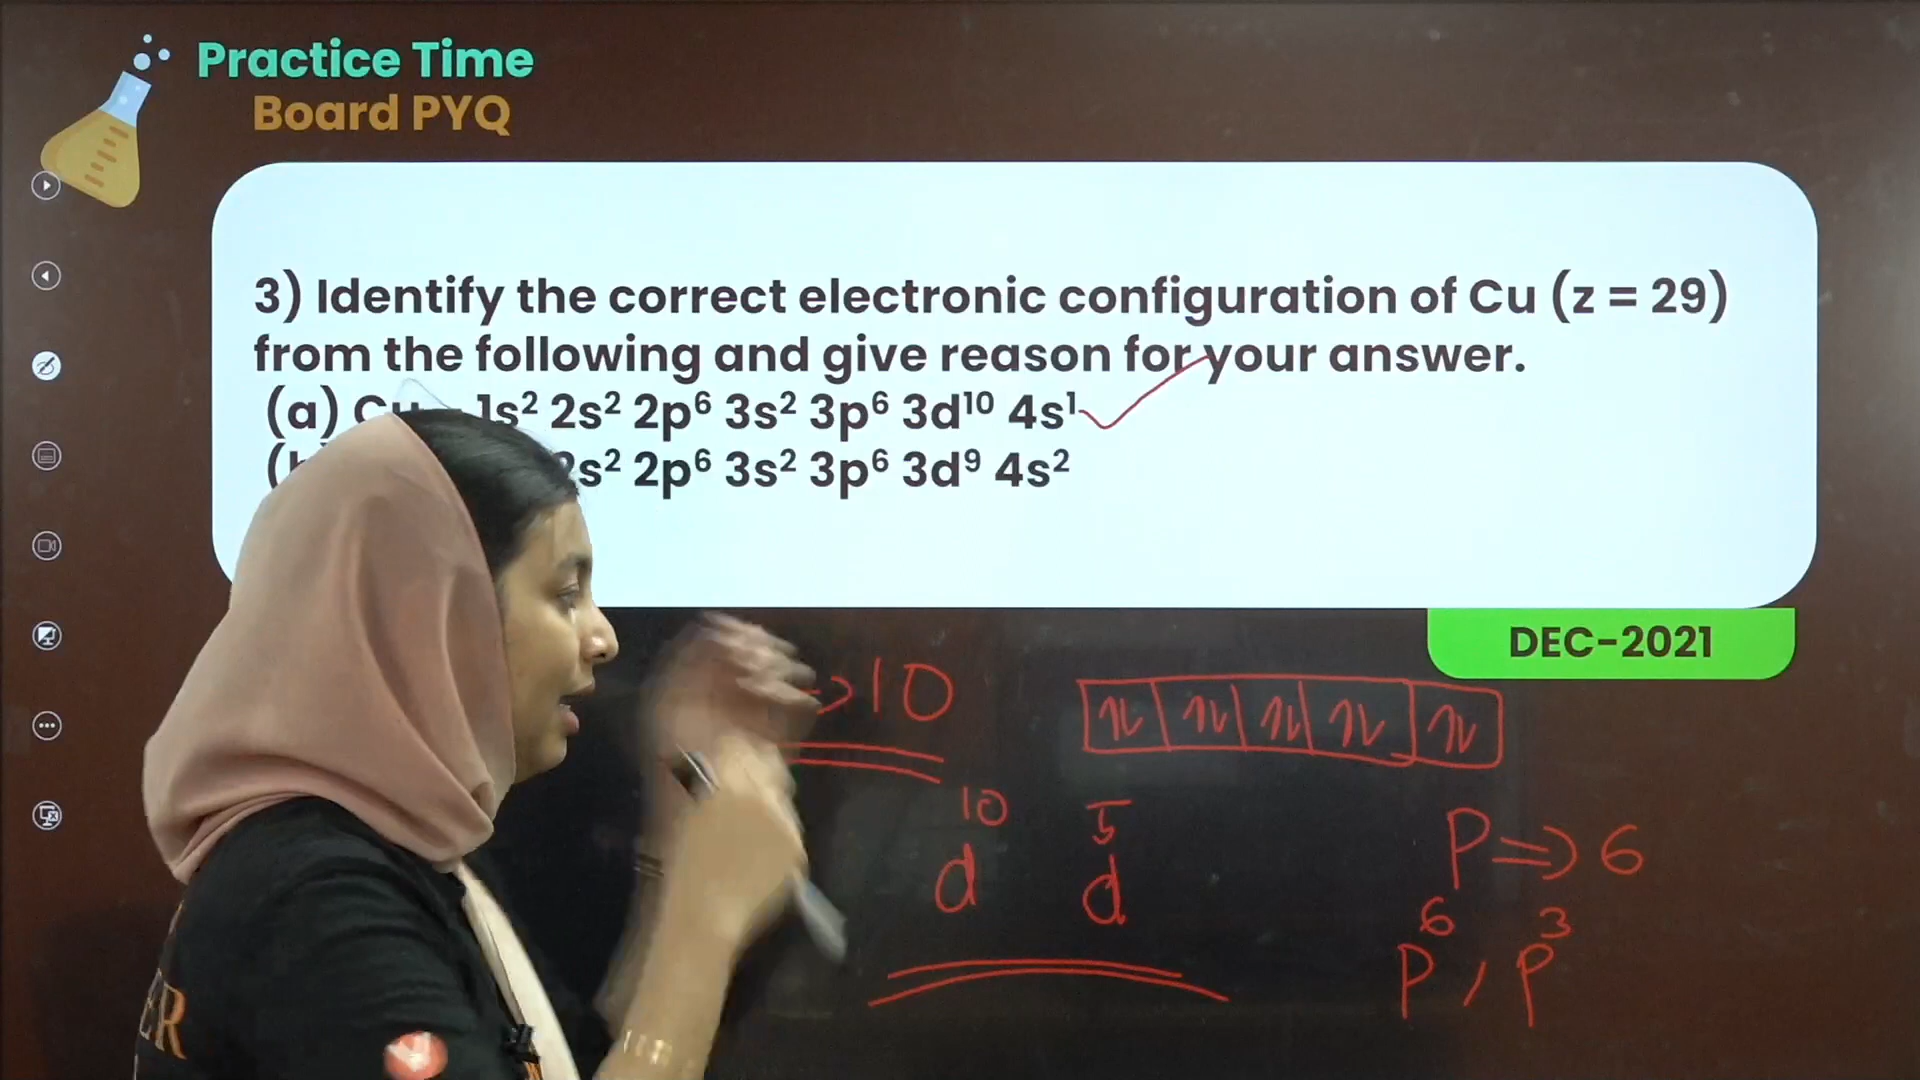 Practice Time
Board PYQ
3) Identify the correct electronic configuration of Cu (z = 29)
from the following and give reason for your answer.
(a) Cu 1s² 2s² 2p⁶ 3s² 3p⁶ 3d¹⁰ 4s¹
2s² 2p⁶ 3s² 3p⁶ 3d⁹ 4s²
DEC-2021
10
d¹⁰ d⁵
P ⇒ 6
p⁶, p³
ER